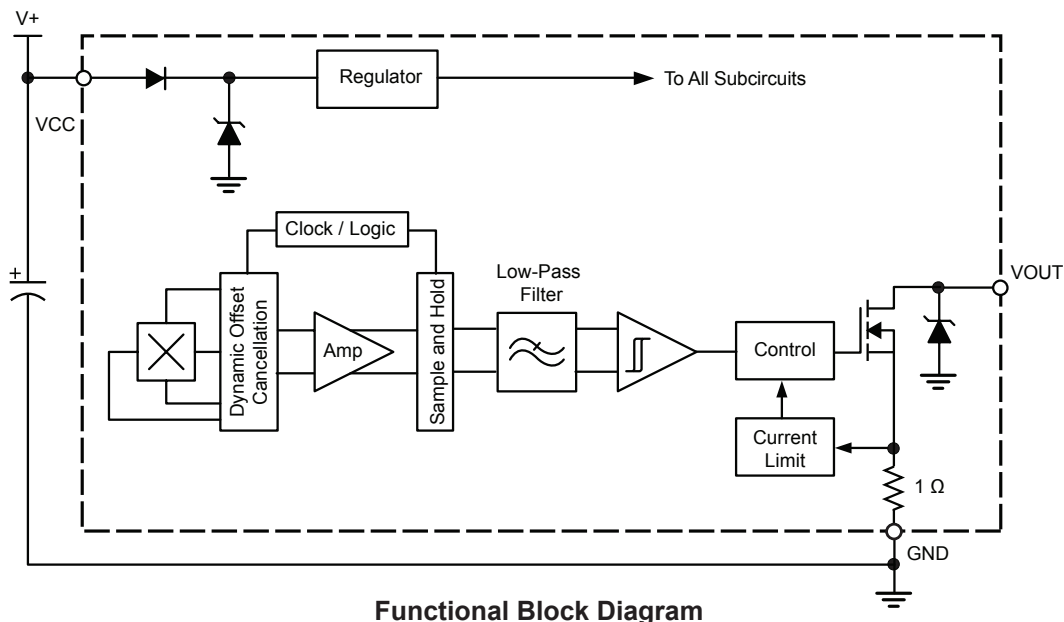 V+
VCC
Regulator
To All Subcircuits
Clock / Logic
Dynamic Offset
Cancellation
Amp
Sample and Hold
Low-Pass
Filter
Control
Current
Limit
VOUT
1 Ω
GND
+
Functional Block Diagram